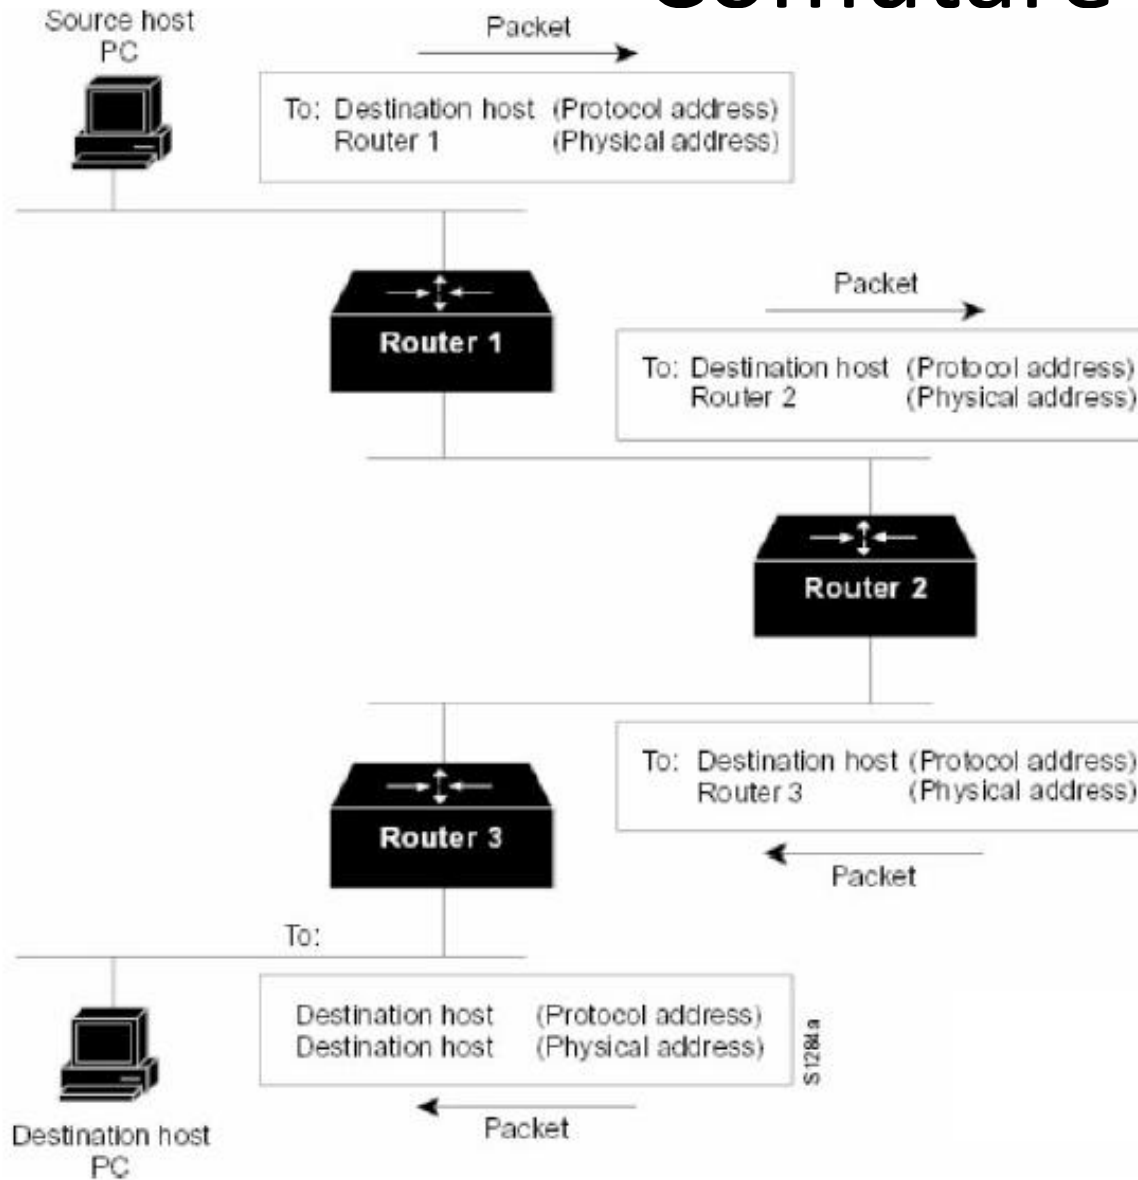 Source host
PC
Packet
To: Destination host (Protocol address)
Router 1 (Physical address)
Router 1
Packet
To: Destination host (Protocol address)
Router 2 (Physical address)
Router 2
To: Destination host (Protocol address)
Router 3 (Physical address)
Packet
Router 3
To:
Destination host (Protocol address)
Destination host (Physical address)
S1284a
Packet
Destination host
PC